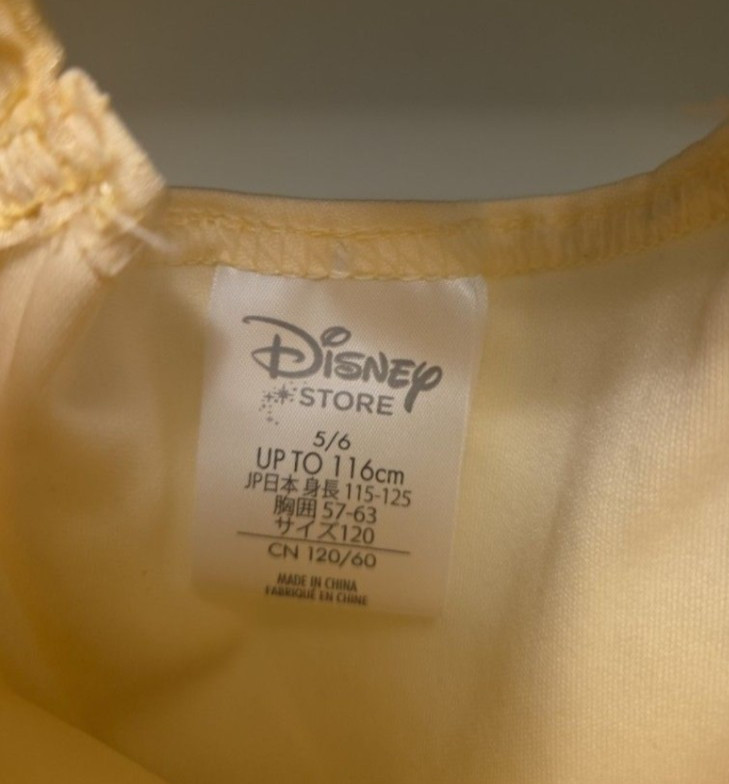 Disney
STORE
5/6
UP TO 116cm
JP日本 身長 115-125
胸囲 57-63
サイズ120
CN 120/60
MADE IN CHINA
FABRIQUÉ EN CHINE